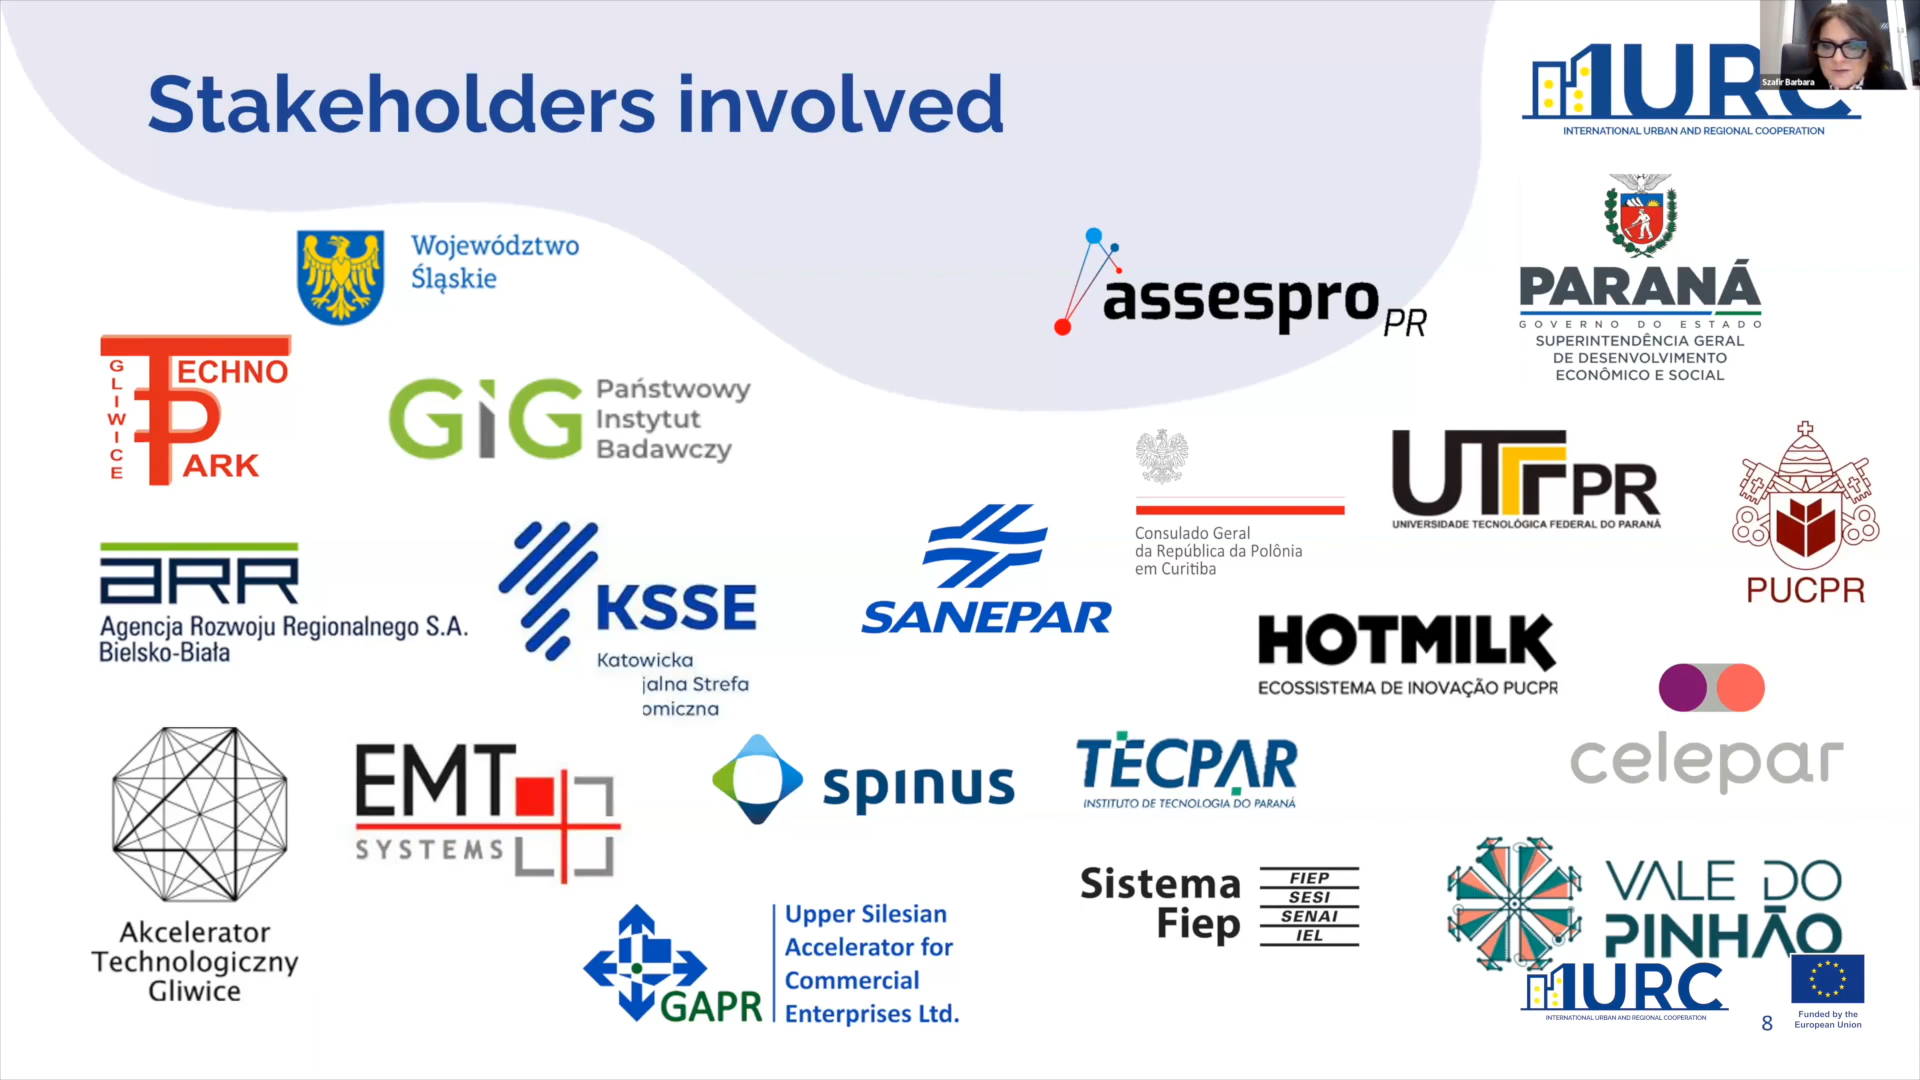 Stakeholders involved
Szafir Barbara
IURC
INTERNATIONAL URBAN AND REGIONAL COOPERATION
Województwo
Śląskie
assespro PR
PARANÁ
GOVERNO DO ESTADO
SUPERINTENDÊNCIA GERAL
DE DESENVOLVIMENTO
ECONÔMICO E SOCIAL
GLIWICE
TECHNO
PARK
GiG
Państwowy
Instytut
Badawczy
Consulado Geral
da República da Polônia
em Curitiba
UTFPR
UNIVERSIDADE TECNOLÓGICA FEDERAL DO PARANÁ
PUCPR
ARR
Agencja Rozwoju Regionalnego S.A.
Bielsko-Biała
KSSE
Katowicka
jalna Strefa
omiczna
SANEPAR
HOTMILK
ECOSSISTEMA DE INOVAÇÃO PUCPR
celepar
Akcelerator
Technologiczny
Gliwice
EMT
SYSTEMS
spinus
TECPAR
INSTITUTO DE TECNOLOGIA DO PARANÁ
GAPR
Upper Silesian
Accelerator for
Commercial
Enterprises Ltd.
Sistema
Fiep
FIEP
SESI
SENAI
IEL
VALE DO
PINHÃO
IURC
INTERNATIONAL URBAN AND REGIONAL COOPERATION
8
Funded by the
European Union